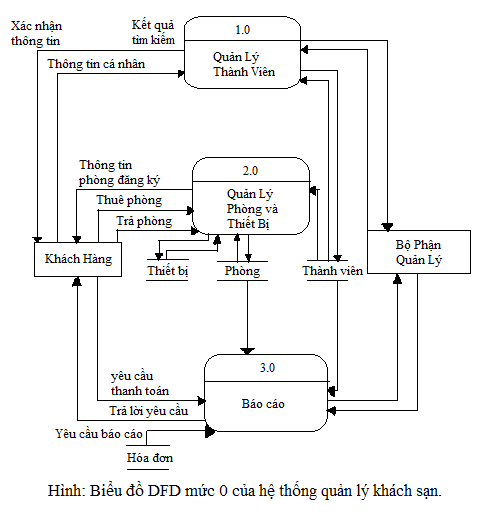 Xác nhận
thông tin
Kết quả
tim kiếm
1.0
Quản Lý
Thành Viên
Thông tin cá nhân
Thông tin
phòng đăng ký
2.0
Quản Lý
Phòng và
Thiết Bị
Thuê phòng
Trả phòng
Khách Hàng
Thiết bị
Phòng
Thành viên
Bộ Phận
Quản Lý
3.0
Báo cáo
yêu cầu
thanh toán
Trả lời yêu cầu
Yêu cầu báo cáo
Hóa đơn
Hình: Biểu đồ DFD mức 0 của hệ thống quản lý khách sạn.